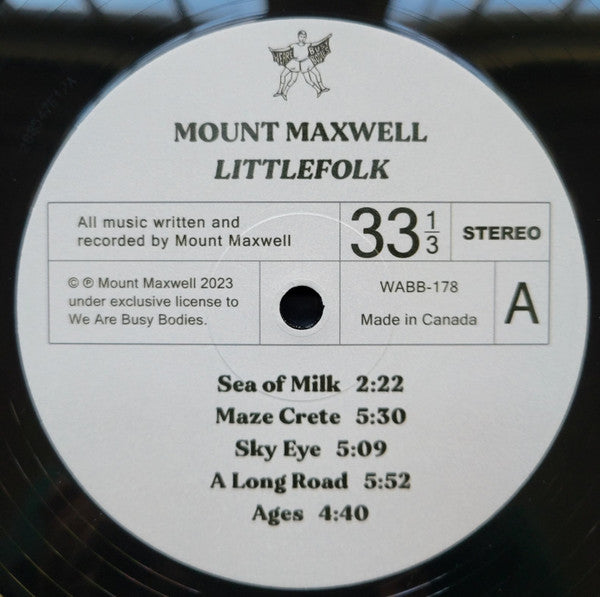 MOUNT MAXWELL
LITTLEFOLK
All music written and
recorded by Mount Maxwell
33 1/3
STEREO
© ℗ Mount Maxwell 2023
under exclusive license to
We Are Busy Bodies.
WABB-178
Made in Canada
A
Sea of Milk 2:22
Maze Crete 5:30
Sky Eye 5:09
A Long Road 5:52
Ages 4:40